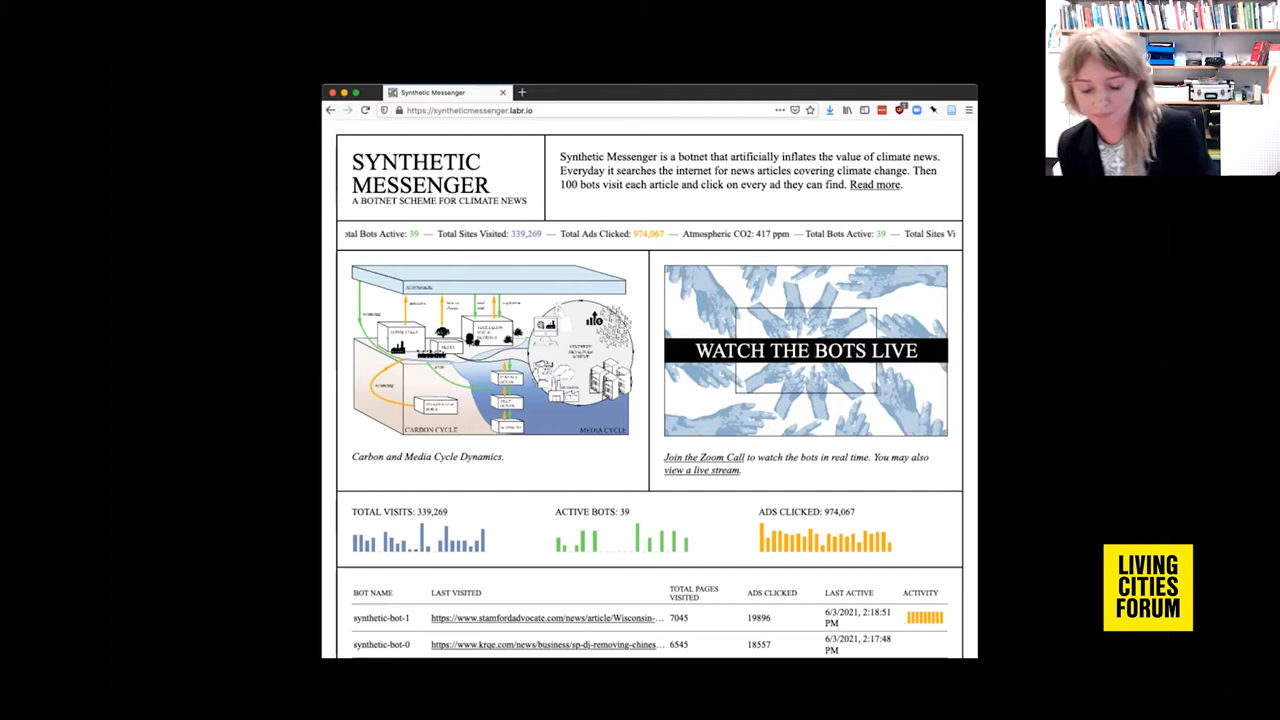 Synthetic Messenger
https://syntheticmessenger.labr.io
SYNTHETIC
MESSENGER
A BOTNET SCHEME FOR CLIMATE NEWS
Synthetic Messenger is a botnet that artificially inflates the value of climate news.
Everyday it searches the internet for news articles covering climate change. Then
100 bots visit each article and click on every ad they can find. Read more.
otal Bots Active: 39 — Total Sites Visited: 339,269 — Total Ads Clicked: 974,067 — Atmospheric CO2: 417 ppm — Total Bots Active: 39 — Total Sites Vi
CARBON CYCLE
MEDIA CYCLE
WATCH THE BOTS LIVE
Carbon and Media Cycle Dynamics.
Join the Zoom Call to watch the bots in real time. You may also
view a live stream.
TOTAL VISITS: 339,269
ACTIVE BOTS: 39
ADS CLICKED: 974,067
BOT NAME LAST VISITED TOTAL PAGES VISITED ADS CLICKED LAST ACTIVE ACTIVITY
synthetic-bot-1 https://www.stamfordadvocate.com/news/article/Wisconsin-... 7045 19896 6/3/2021, 2:18:51 PM
synthetic-bot-0 https://www.krqe.com/news/business/sp-dj-removing-chines... 6545 18557 6/3/2021, 2:17:48 PM
LIVING
CITIES
FORUM